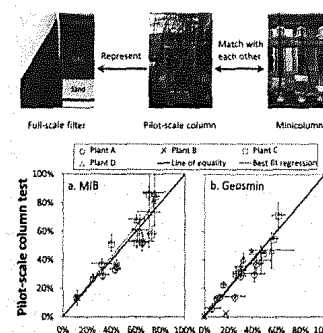 Represent
Match with
each other
Sand
Full-scale filter
Pilot-scale column
Minicolumn
Plant A
Plant B
Plant C
Plant D
Line of equality
Best fit regression
a. MIB
b. Geosmin
Pilot-scale column test
100%
80%
60%
40%
20%
0%
0% 20% 40% 60% 80% 100%
0% 20% 40% 60% 80%